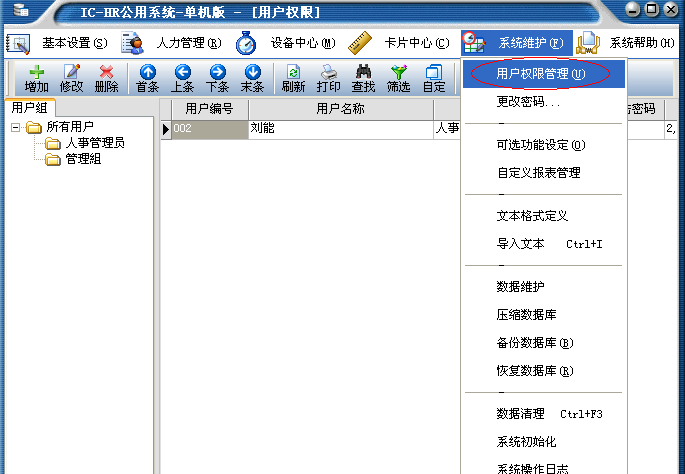 IC-HR公用系统-单机版 - [用户权限]
基本设置(S) 人力管理(R) 设备中心(M) 卡片中心(C) 系统维护(F) 系统帮助(H)
增加 修改 删除 首条 上条 下条 末条 刷新 打印 查找 筛选 自定
用户组
所有用户
人事管理员
管理组
用户编号 用户名称 密码
002 刘能 人事 2,
用户权限管理(U)
更改密码...
可选功能设定(O)
自定义报表管理
文本格式定义
导入文本 Ctrl+I
数据维护
压缩数据库
备份数据库(B)
恢复数据库(R)
数据清理 Ctrl+F3
系统初始化
系统操作日志